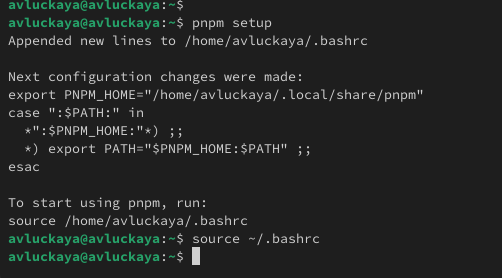 avluckaya@avluckaya:~$
avluckaya@avluckaya:~$ pnpm setup
Appended new lines to /home/avluckaya/.bashrc

Next configuration changes were made:
export PNPM_HOME="/home/avluckaya/.local/share/pnpm"
case ":$PATH:" in
  *":$PNPM_HOME:"*) ;;
  *) export PATH="$PNPM_HOME:$PATH" ;;
esac

To start using pnpm, run:
source /home/avluckaya/.bashrc
avluckaya@avluckaya:~$ source ~/.bashrc
avluckaya@avluckaya:~$